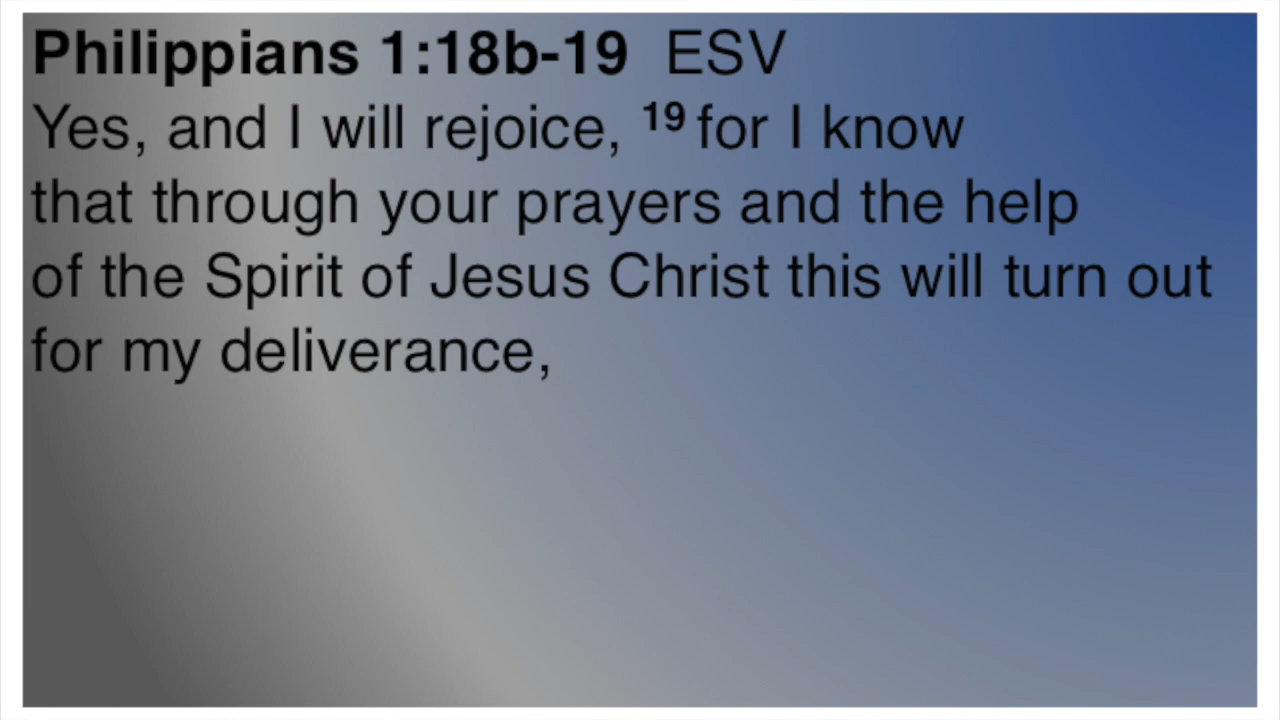 Philippians 1:18b-19 ESV
Yes, and I will rejoice, 19 for I know
that through your prayers and the help
of the Spirit of Jesus Christ this will turn out
for my deliverance,